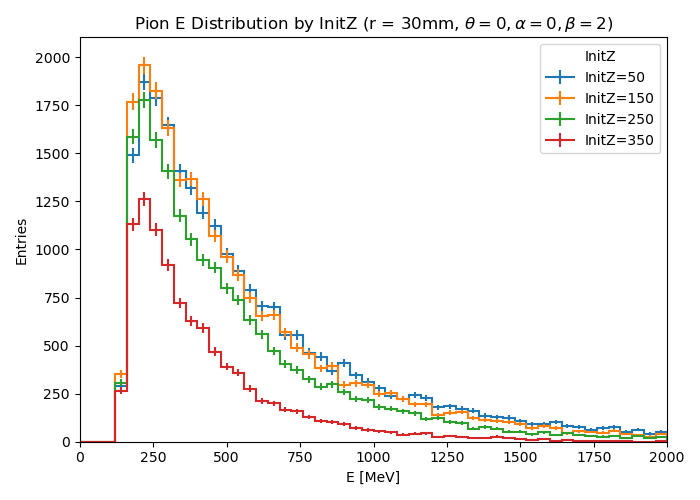 Pion E Distribution by InitZ (r = 30mm, θ = 0, α = 0, β = 2)
InitZ
InitZ=50
InitZ=150
InitZ=250
InitZ=350
Entries
2000
1750
1500
1250
1000
750
500
250
0
0 250 500 750 1000 1250 1500 1750 2000
E [MeV]